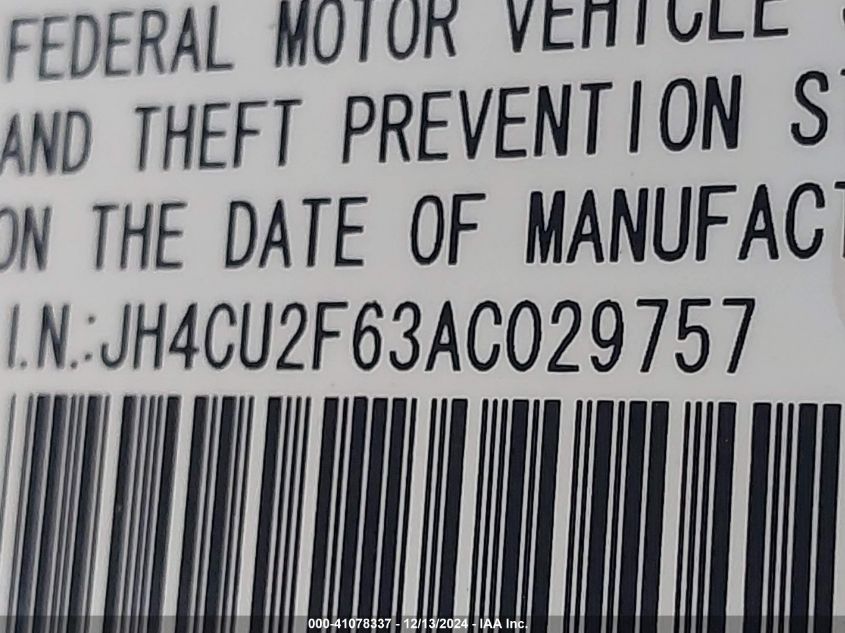 FEDERAL MOTOR VEHICLE
AND THEFT PREVENTION S
ON THE DATE OF MANUFACT
I.N.:JH4CU2F63AC029757
000-41078337 - 12/13/2024 - IAA Inc.